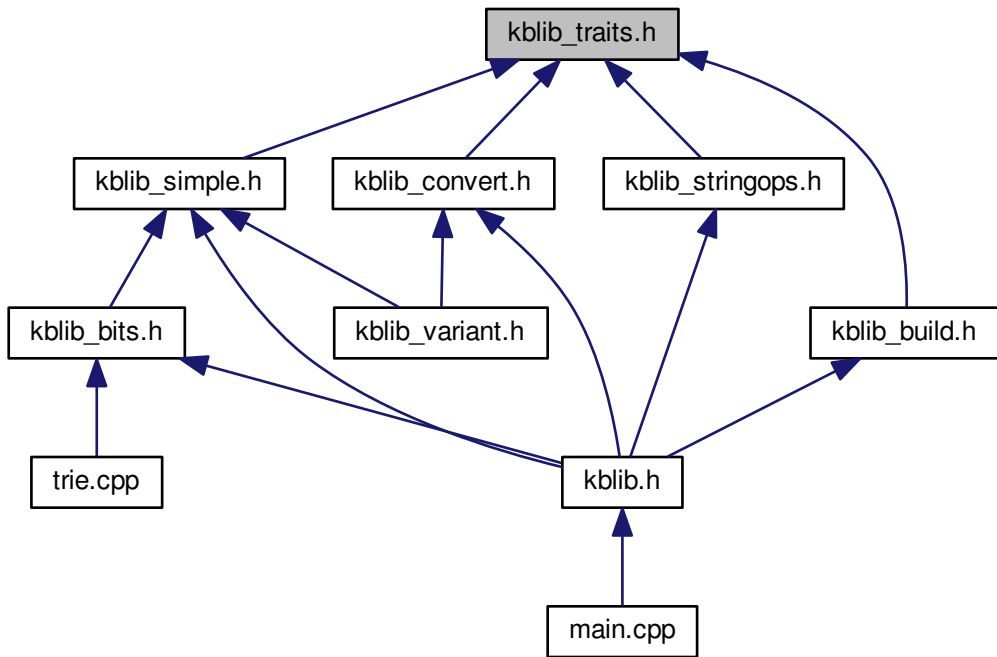 kblib_traits.h
kblib_simple.h
kblib_convert.h
kblib_stringops.h
kblib_bits.h
kblib_variant.h
kblib_build.h
trie.cpp
kblib.h
main.cpp